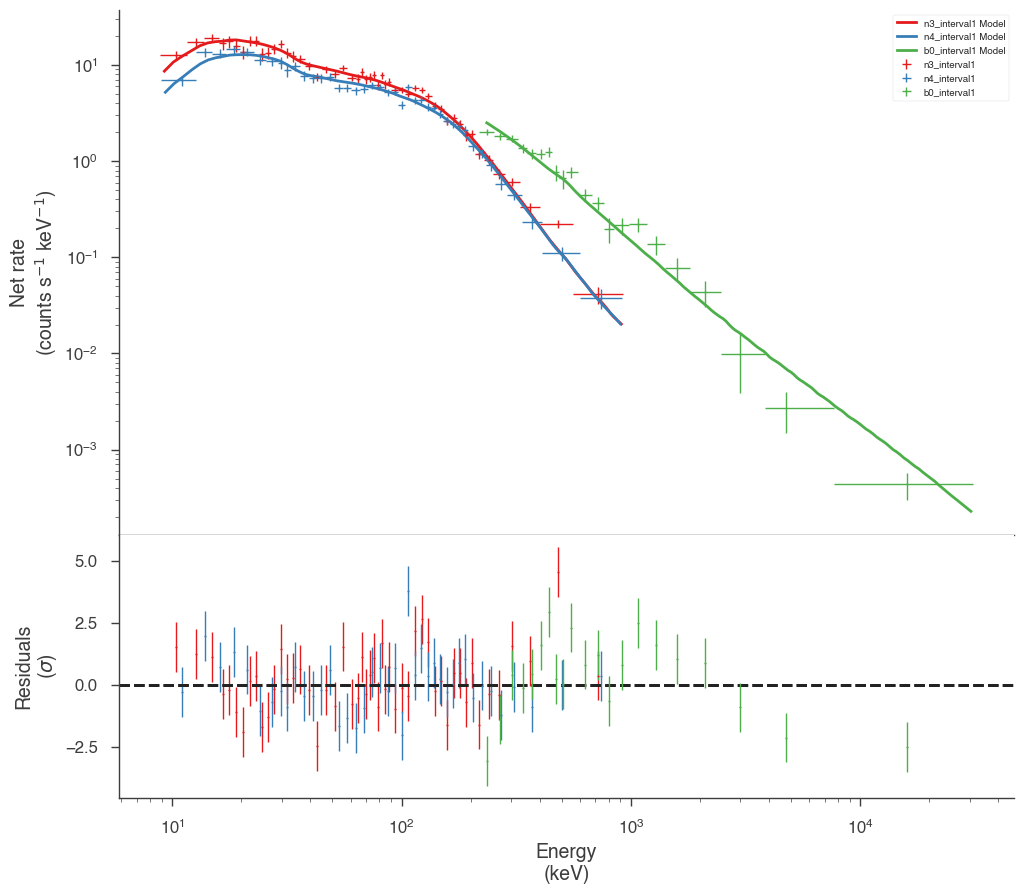 n3_interval1 Model
n4_interval1 Model
b0_interval1 Model
n3_interval1
n4_interval1
b0_interval1
Net rate
(counts s⁻¹ keV⁻¹)
10¹
10⁰
10⁻¹
10⁻²
10⁻³
Residuals
(σ)
5.0
2.5
0.0
−2.5
10¹ 10² 10³ 10⁴
Energy
(keV)